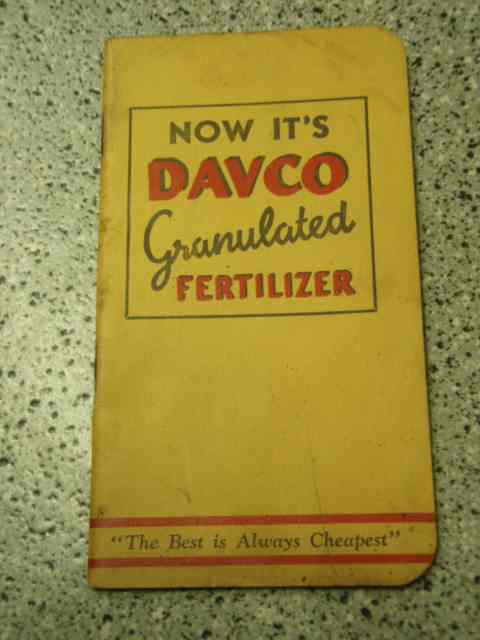 NOW IT'S
DAVCO
Granulated
FERTILIZER
"The Best is Always Cheapest"